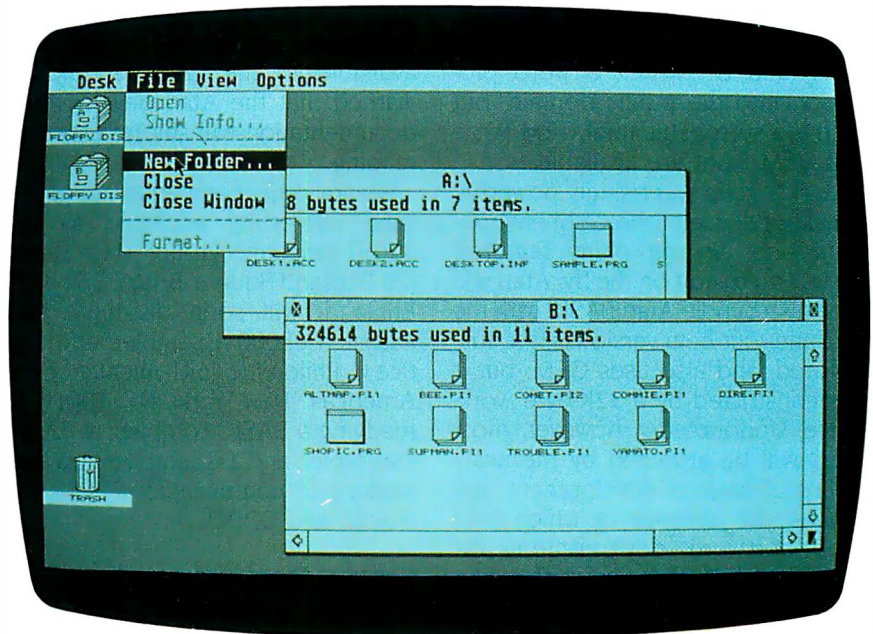 Desk File View Options
FLOPPY DIS
FLOPPY DIS
Open
Show Info...
New Folder...
Close
Close Window
Format...
A:\
8 bytes used in 7 items.
DESK1.ACC DESK2.ACC DESKTOP.INF SAMPLE.PRG S
B:\
324614 bytes used in 11 items.
ALTMAP.PI1 BEE.PI1 COMET.PI2 COMMIE.PI1 DIRE.PI1
SHOPIC.PRG SUPMAN.PI1 TROUBLE.PI1 YAMATO.PI1
TRASH